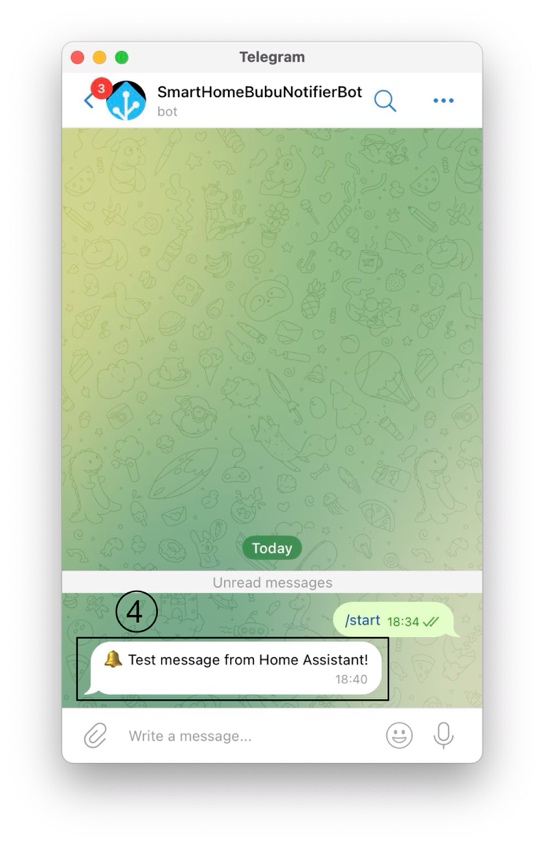 Telegram
3
SmartHomeBubuNotifierBot
bot
Today
Unread messages
4
/start 18:34
🔔 Test message from Home Assistant!
18:40
Write a message...